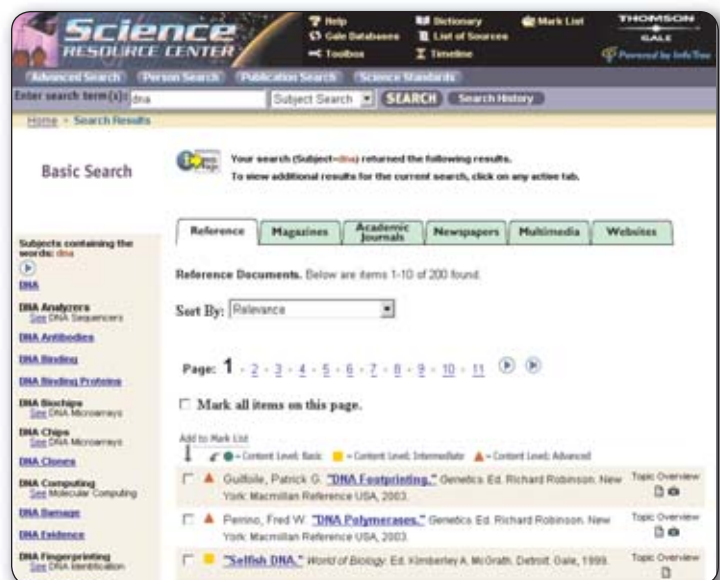 Science
RESOURCE CENTER
Help
Gale Databases
Toolbox
Dictionary
List of Sources
Timeline
Mark List
THOMSON
GALE
Powered by InfoTrac
Advanced Search
Person Search
Publication Search
Science Standards
Enter search term(s): dna
Subject Search
SEARCH
Search History
Home > Search Results
Basic Search
Your search (Subject=dna) returned the following results.
To view additional results for the current search, click on any active tab.
Reference
Magazines
Academic
Journals
Newspapers
Multimedia
Websites
Subjects containing the
words: dna
DNA
DNA Analyzers
See DNA Sequencers
DNA Antibodies
DNA Binding
DNA Binding Proteins
DNA Biochips
See DNA Microarrays
DNA Chips
See DNA Microarrays
DNA Clones
DNA Computing
See Molecular Computing
DNA Damage
DNA Evidence
DNA Fingerprinting
See DNA Identification
Reference Documents. Below are items 1-10 of 200 found.
Sort By: Relevance
Page: 1 - 2 - 3 - 4 - 5 - 6 - 7 - 8 - 9 - 10 - 11
Mark all items on this page.
Add to Mark List
= Content Level: Basic = Content Level: Intermediate = Content Level: Advanced
Guilfoile, Patrick G. "DNA Footprinting." Genetics. Ed. Richard Robinson. New
York: Macmillan Reference USA, 2003.
Topic Overview
Perrino, Fred W. "DNA Polymerases." Genetics. Ed. Richard Robinson. New
York: Macmillan Reference USA, 2003.
Topic Overview
"Selfish DNA." World of Biology. Ed. Kimberley A. McGrath. Detroit: Gale, 1999.
Topic Overview